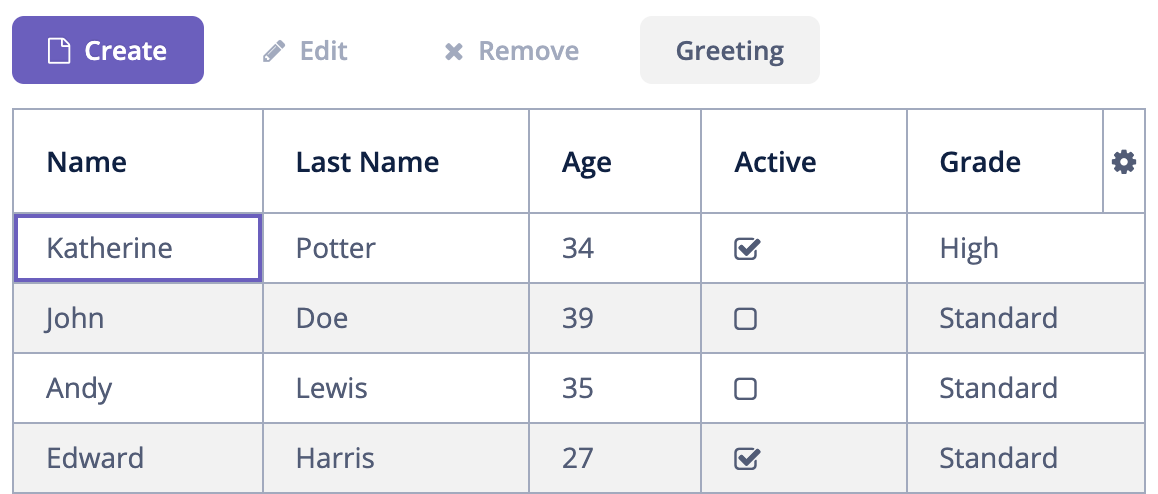 Create Edit Remove Greeting
Name Last Name Age Active Grade
Katherine Potter 34 High
John Doe 39 Standard
Andy Lewis 35 Standard
Edward Harris 27 Standard